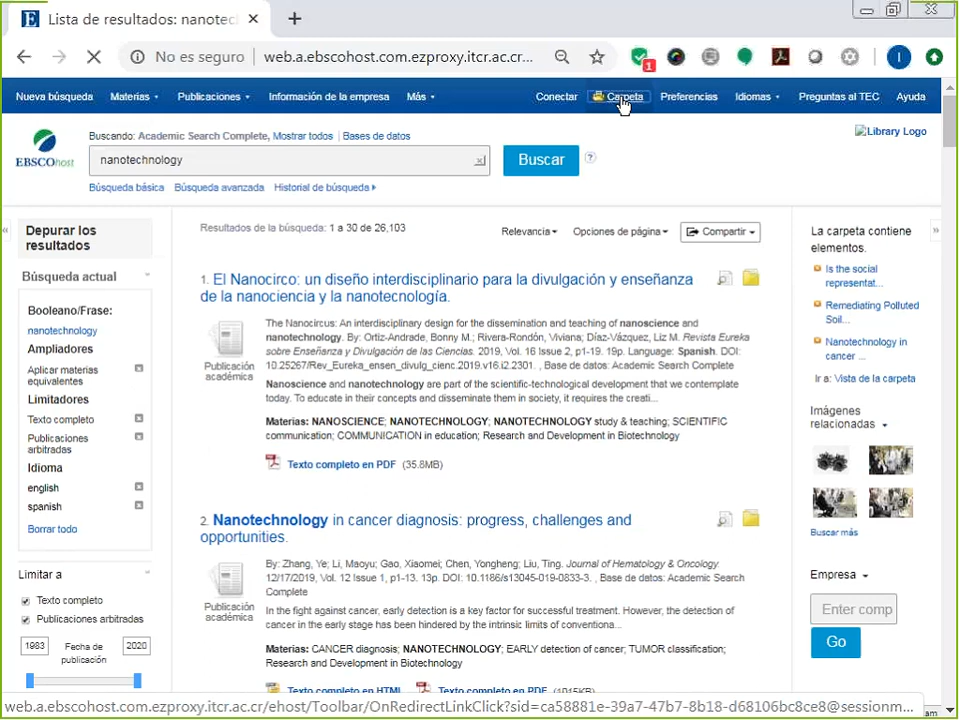 Lista de resultados: nanotec
No es seguro
web.a.ebscohost.com.ezproxy.itcr.ac.cr...
1
I
Nueva búsqueda
Materias
Publicaciones
Información de la empresa
Más
Conectar
Carpeta
Preferencias
Idiomas
Preguntas al TEC
Ayuda
EBSCOhost
Buscando: Academic Search Complete, Mostrar todos | Bases de datos
nanotechnology
Buscar
?
Búsqueda básica Búsqueda avanzada Historial de búsqueda
Library Logo
Depurar los
resultados
Búsqueda actual
Booleano/Frase:
nanotechnology
Ampliadores
Aplicar materias
equivalentes
Limitadores
Texto completo
Publicaciones
arbitradas
Idioma
english
spanish
Borrar todo
Limitar a
Texto completo
Publicaciones arbitradas
1983
Fecha de
publicación
2020
Resultados de la búsqueda: 1 a 30 de 26,103
Relevancia
Opciones de página
Compartir
1. El Nanocirco: un diseño interdisciplinario para la divulgación y enseñanza
de la nanociencia y la nanotecnología.
Publicación
académica
The Nanocircus: An interdisciplinary design for the dissemination and teaching of nanoscience and
nanotechnology. By: Ortiz-Andrade, Bonny M.; Rivera-Rondón, Viviana; Díaz-Vázquez, Liz M. Revista Eureka
sobre Enseñanza y Divulgación de las Ciencias. 2019, Vol. 16 Issue 2, p1-19. 19p. Language: Spanish. DOI:
10.25267/Rev_Eureka_ensen_divulg_cienc.2019.v16.i2.2301. , Base de datos: Academic Search Complete
Nanoscience and nanotechnology are part of the scientific-technological development that we contemplate
today. To educate in their concepts and disseminate them in society, it requires the creati...
Materias: NANOSCIENCE; NANOTECHNOLOGY; NANOTECHNOLOGY study & teaching; SCIENTIFIC
communication; COMMUNICATION in education; Research and Development in Biotechnology
Texto completo en PDF (35.8MB)
2. Nanotechnology in cancer diagnosis: progress, challenges and
opportunities.
Publicación
académica
By: Zhang, Ye; Li, Maoyu; Gao, Xiaomei; Chen, Yongheng; Liu, Ting. Journal of Hematology & Oncology.
12/17/2019, Vol. 12 Issue 1, p1-13. 13p. DOI: 10.1186/s13045-019-0833-3. , Base de datos: Academic Search
Complete
In the fight against cancer, early detection is a key factor for successful treatment. However, the detection of
cancer in the early stage has been hindered by the intrinsic limits of conventiona...
Materias: CANCER diagnosis; NANOTECHNOLOGY; EARLY detection of cancer; TUMOR classification;
Research and Development in Biotechnology
Texto completo en HTML
Texto completo en PDF
La carpeta contiene
elementos.
Is the social
representat...
Remediating Polluted
Soil...
Nanotechnology in
cancer ...
Ir a: Vista de la carpeta
Imágenes
relacionadas
Buscar más
Empresa
Enter comp
Go
web.a.ebscohost.com.ezproxy.itcr.ac.cr/ehost/Toolbar/OnRedirectLinkClick?sid=ca58881e-39a7-47b7-8b18-d68106bc8ce8@sessionm...
am